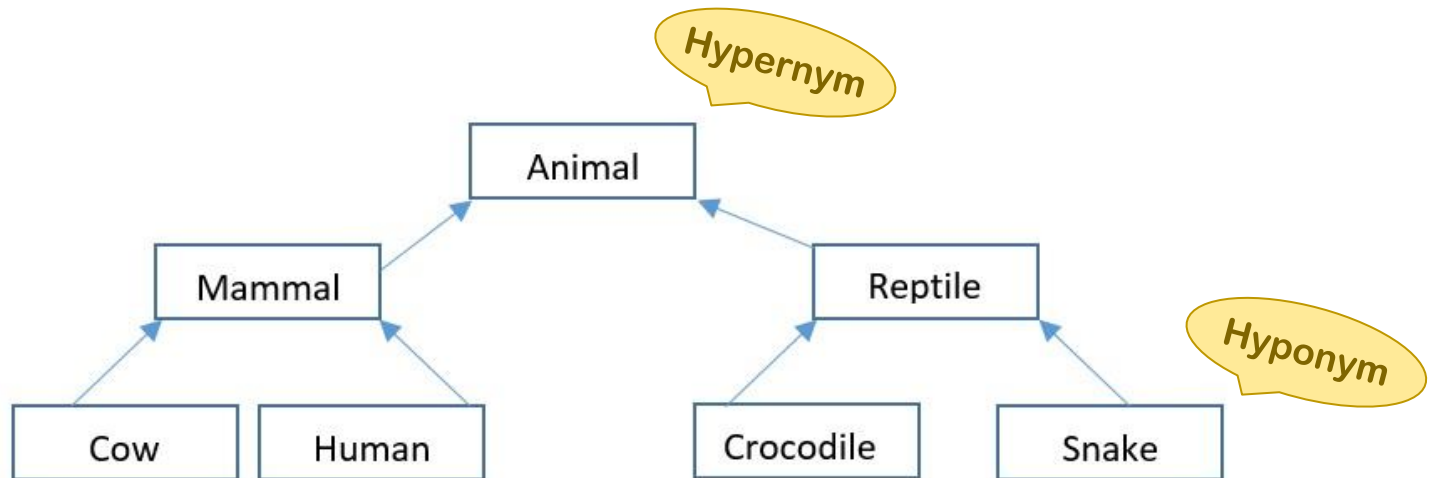 Hypernym
Animal
Mammal
Reptile
Hyponym
Cow
Human
Crocodile
Snake